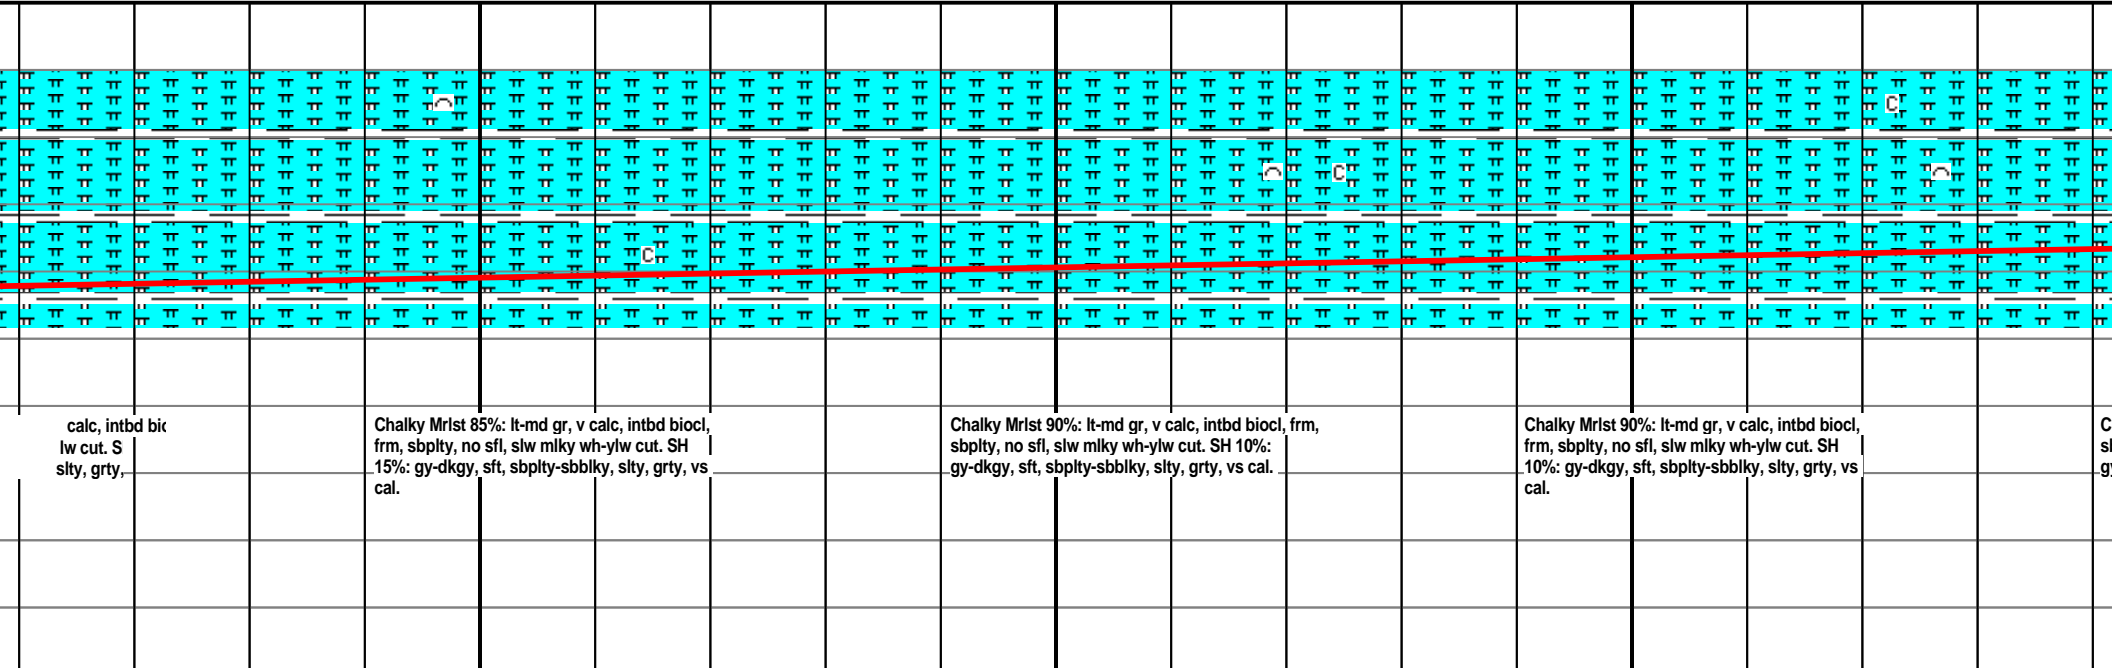 calc, intbd bio
lw cut. S
slty, grty,
Chalky Mrlst 85%: lt-md gr, v calc, intbd biocl,
frm, sbplty, no sfl, slw mlky wh-ylw cut. SH
15%: gy-dkgy, sft, sbplty-sbblky, slty, grty, vs
cal.
Chalky Mrlst 90%: lt-md gr, v calc, intbd biocl, frm,
sbplty, no sfl, slw mlky wh-ylw cut. SH 10%:
gy-dkgy, sft, sbplty-sbblky, slty, grty, vs cal.
Chalky Mrlst 90%: lt-md gr, v calc, intbd biocl,
frm, sbplty, no sfl, slw mlky wh-ylw cut. SH
10%: gy-dkgy, sft, sbplty-sbblky, slty, grty, vs
cal.
C
C
C